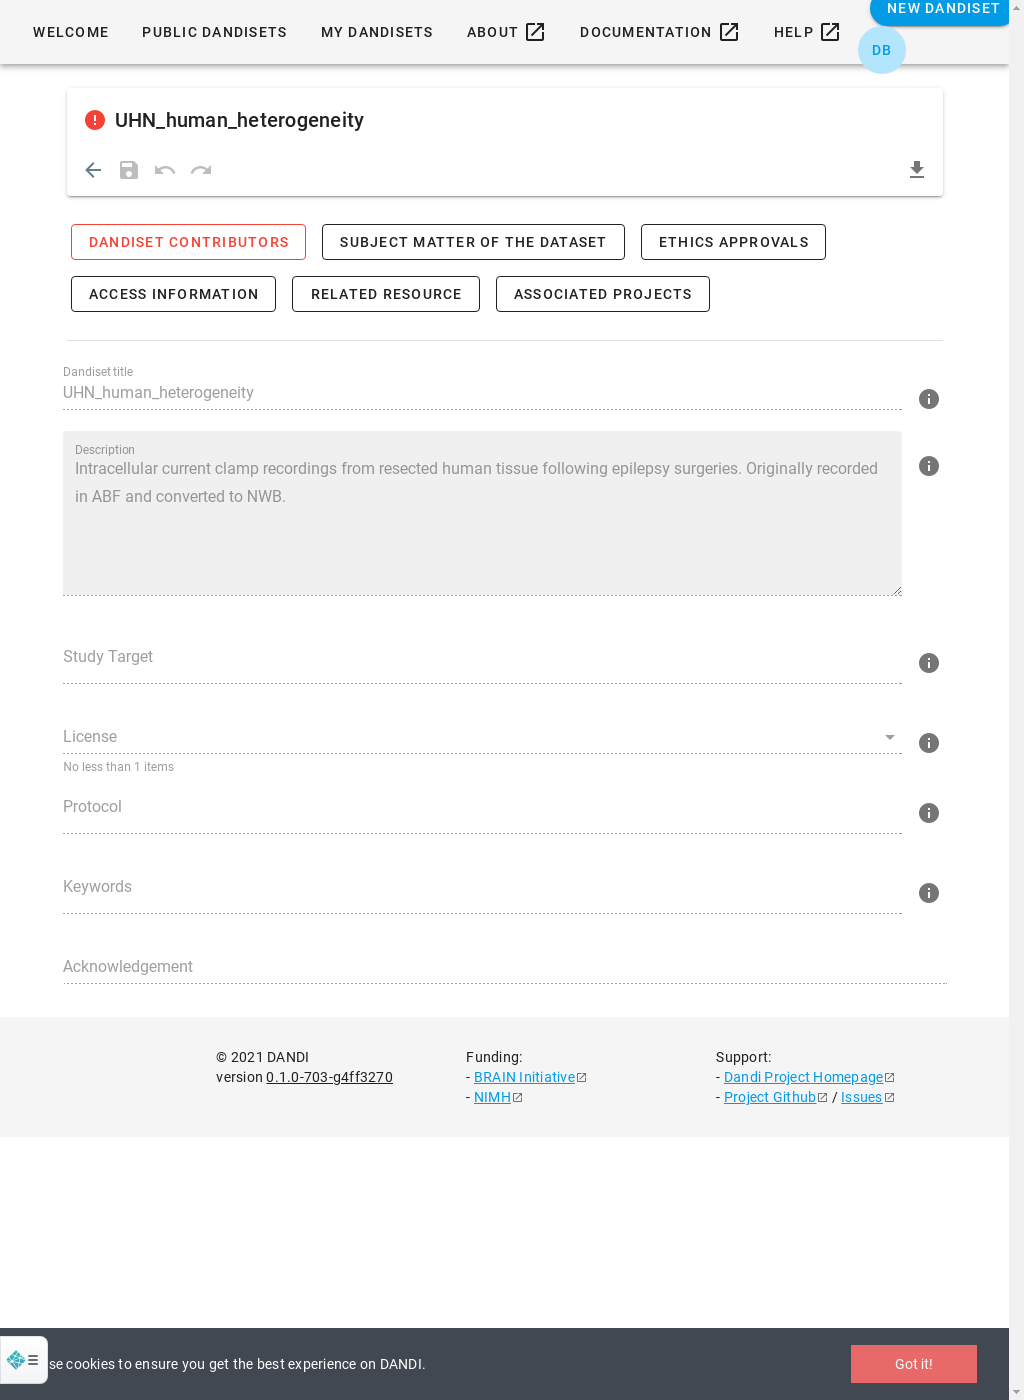 NEW DANDISET
WELCOME PUBLIC DANDISETS MY DANDISETS ABOUT DOCUMENTATION HELP
DB
UHN_human_heterogeneity
DANDISET CONTRIBUTORS SUBJECT MATTER OF THE DATASET ETHICS APPROVALS
ACCESS INFORMATION RELATED RESOURCE ASSOCIATED PROJECTS
Dandiset title
UHN_human_heterogeneity
Description
Intracellular current clamp recordings from resected human tissue following epilepsy surgeries. Originally recorded
in ABF and converted to NWB.
Study Target
License
No less than 1 items
Protocol
Keywords
Acknowledgement
© 2021 DANDI Funding: Support:
version 0.1.0-703-g4ff3270 - BRAIN Initiative - Dandi Project Homepage
- NIMH - Project Github / Issues
se cookies to ensure you get the best experience on DANDI. Got it!